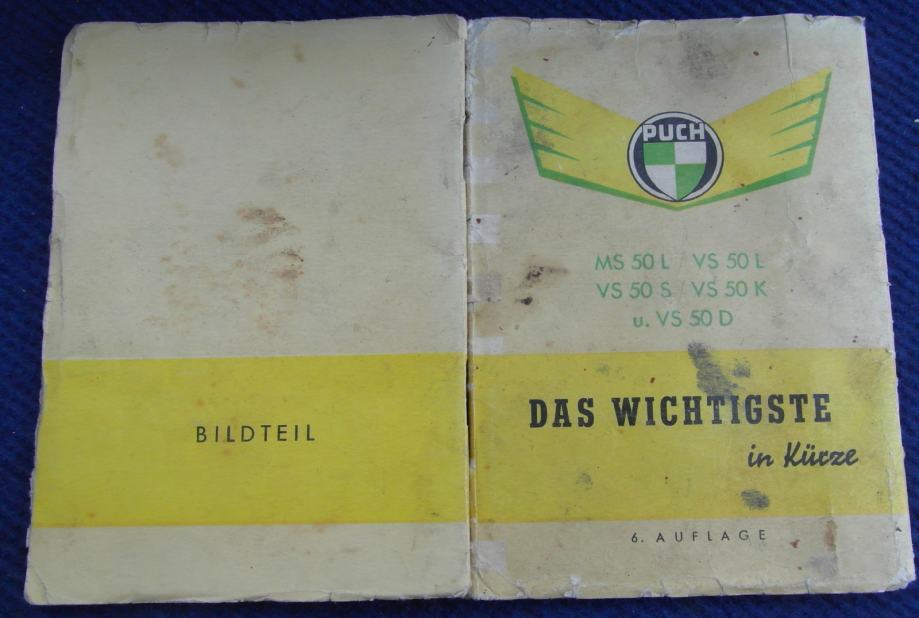 BILDTEIL
PUCH
MS 50 L / VS 50 L
VS 50 S / VS 50 K
u. VS 50 D
DAS WICHTIGSTE
in Kürze
6. AUFLAGE